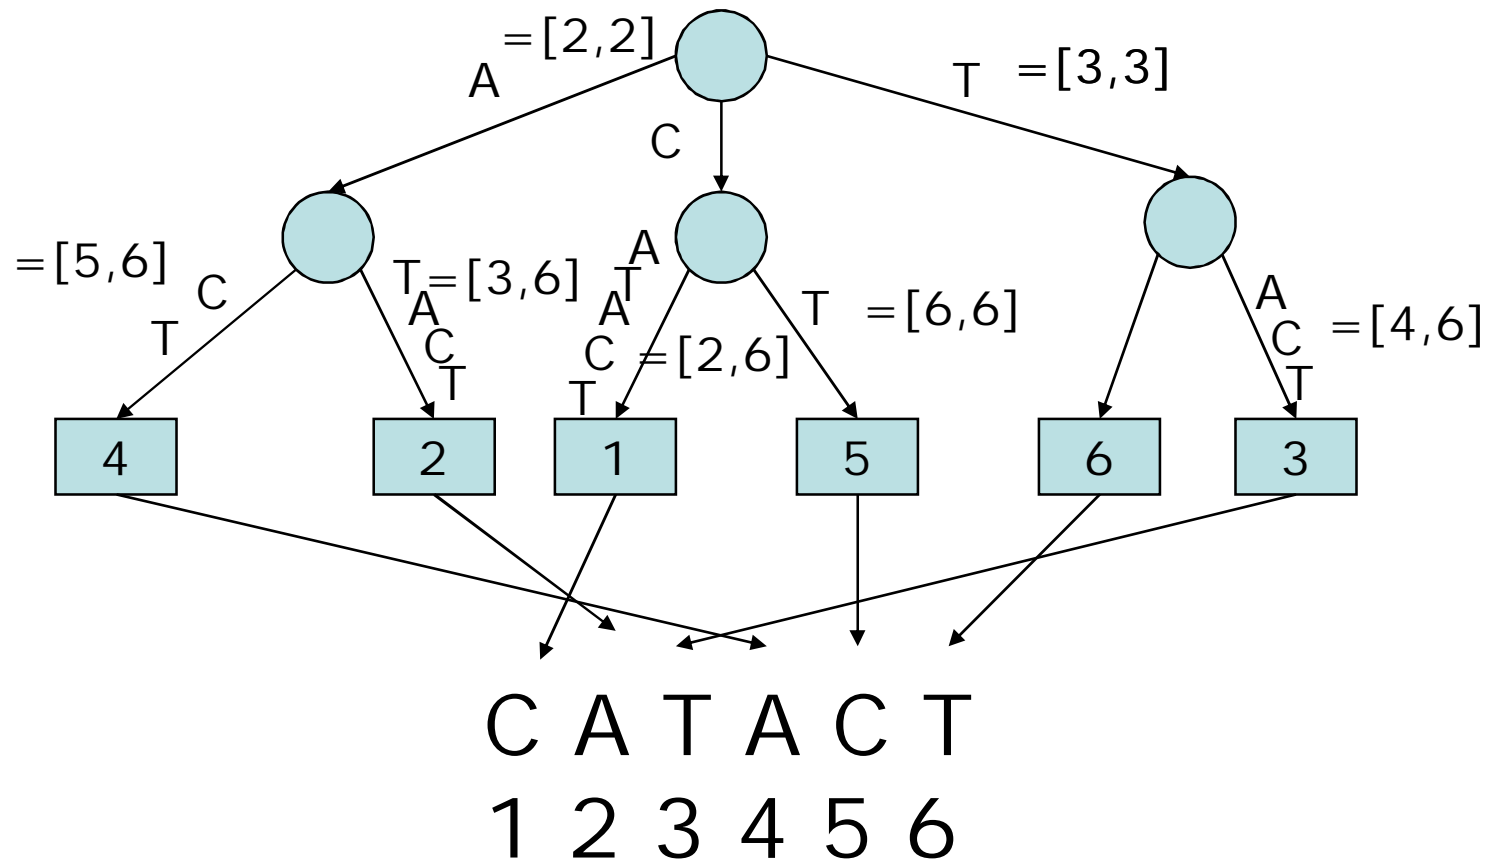 =[2,2]
A
T =[3,3]
C
=[5,6]
C
T
T =[3,6]
A
C
T
A
T
A
C =[2,6]
T
T =[6,6]
A
C =[4,6]
T
4 2 1 5 6 3
C A T A C T
1 2 3 4 5 6